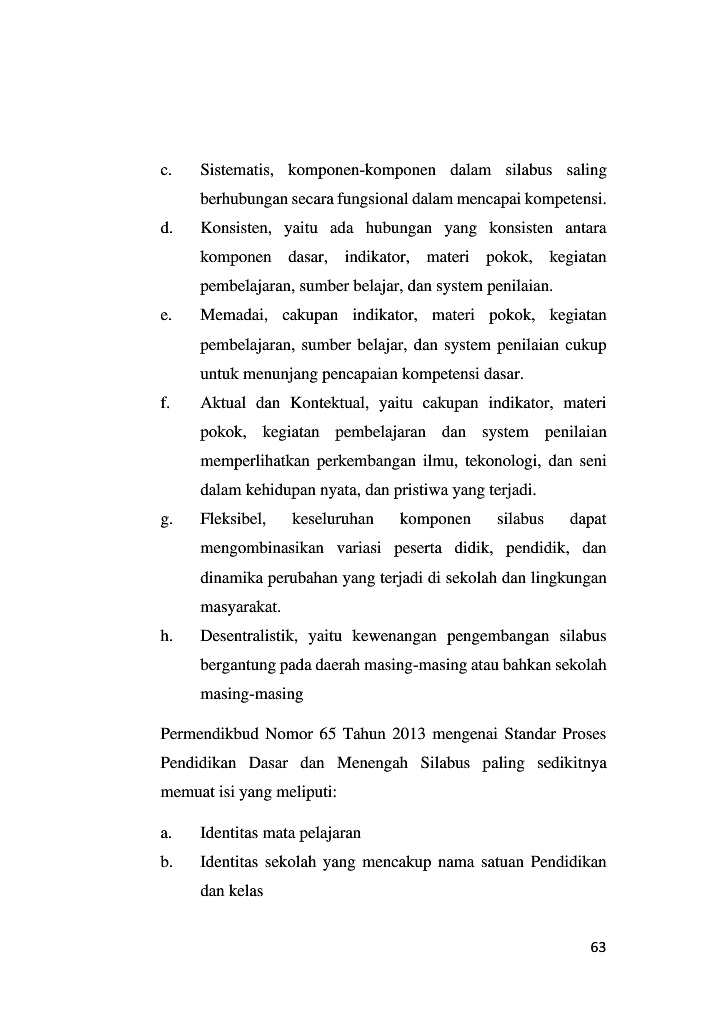 c. Sistematis, komponen-komponen dalam silabus saling
berhubungan secara fungsional dalam mencapai kompetensi.
d. Konsisten, yaitu ada hubungan yang konsisten antara
komponen dasar, indikator, materi pokok, kegiatan
pembelajaran, sumber belajar, dan system penilaian.
e. Memadai, cakupan indikator, materi pokok, kegiatan
pembelajaran, sumber belajar, dan system penilaian cukup
untuk menunjang pencapaian kompetensi dasar.
f. Aktual dan Kontektual, yaitu cakupan indikator, materi
pokok, kegiatan pembelajaran dan system penilaian
memperlihatkan perkembangan ilmu, tekonologi, dan seni
dalam kehidupan nyata, dan pristiwa yang terjadi.
g. Fleksibel, keseluruhan komponen silabus dapat
mengombinasikan variasi peserta didik, pendidik, dan
dinamika perubahan yang terjadi di sekolah dan lingkungan
masyarakat.
h. Desentralistik, yaitu kewenangan pengembangan silabus
bergantung pada daerah masing-masing atau bahkan sekolah
masing-masing
Permendikbud Nomor 65 Tahun 2013 mengenai Standar Proses
Pendidikan Dasar dan Menengah Silabus paling sedikitnya
memuat isi yang meliputi:
a. Identitas mata pelajaran
b. Identitas sekolah yang mencakup nama satuan Pendidikan
dan kelas
63